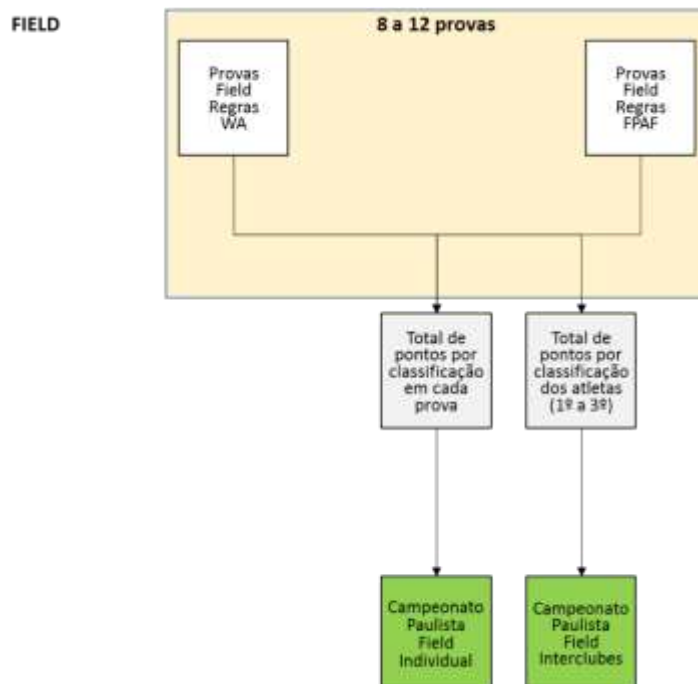 FIELD
8 a 12 provas
Provas
Field
Regras
WA
Provas
Field
Regras
FPAF
Total de
pontos por
classificação
em cada
prova
Total de
pontos por
classificação
dos atletas
(1º a 3º)
Campeonato
Paulista
Field
Individual
Campeonato
Paulista
Field
Interclubes